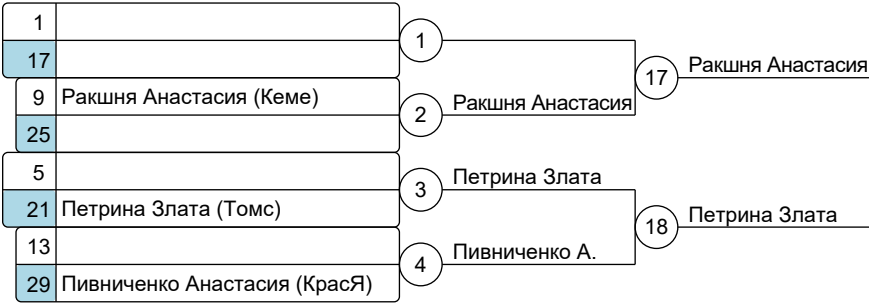 1
17
1
9 Ракшня Анастасия (Кеме)
25
2
Ракшня Анастасия
17
Ракшня Анастасия
5
21 Петрина Злата (Томс)
3
Петрина Злата
13
29 Пивниченко Анастасия (КрасЯ)
4
Пивниченко А.
18
Петрина Злата